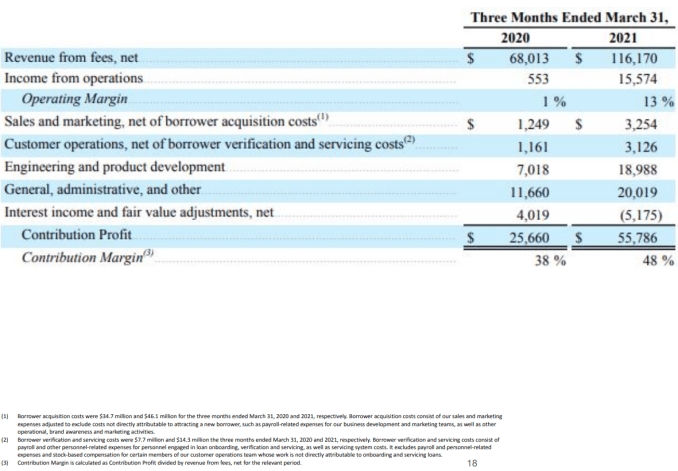 Three Months Ended March 31,
2020 2021
Revenue from fees, net $ 68,013 $ 116,170
Income from operations 553 15,574
Operating Margin 1 % 13 %
Sales and marketing, net of borrower acquisition costs(1) $ 1,249 $ 3,254
Customer operations, net of borrower verification and servicing costs(2) 1,161 3,126
Engineering and product development 7,018 18,988
General, administrative, and other 11,660 20,019
Interest income and fair value adjustments, net 4,019 (5,175)
Contribution Profit $ 25,660 $ 55,786
Contribution Margin(3) 38 % 48 %
(1) Borrower acquisition costs were $34.7 million and $46.1 million for the three months ended March 31, 2020 and 2021, respectively. Borrower acquisition costs consist of our sales and marketing
expenses adjusted to exclude costs not directly attributable to attracting a new borrower, such as payroll-related expenses for our business development and marketing teams, as well as other
operational, brand awareness and marketing activities.
(2) Borrower verification and servicing costs were $7.7 million and $14.3 million the three months ended March 31, 2020 and 2021, respectively. Borrower verification and servicing costs consist of
payroll and other personnel-related expenses for personnel engaged in loan onboarding, verification and servicing, as well as servicing system costs. It excludes payroll and personnel-related
expenses and stock-based compensation for certain members of our customer operations team whose work is not directly attributable to onboarding and servicing loans.
(3) Contribution Margin is calculated as Contribution Profit divided by revenue from fees, net, for the relevant period.
18